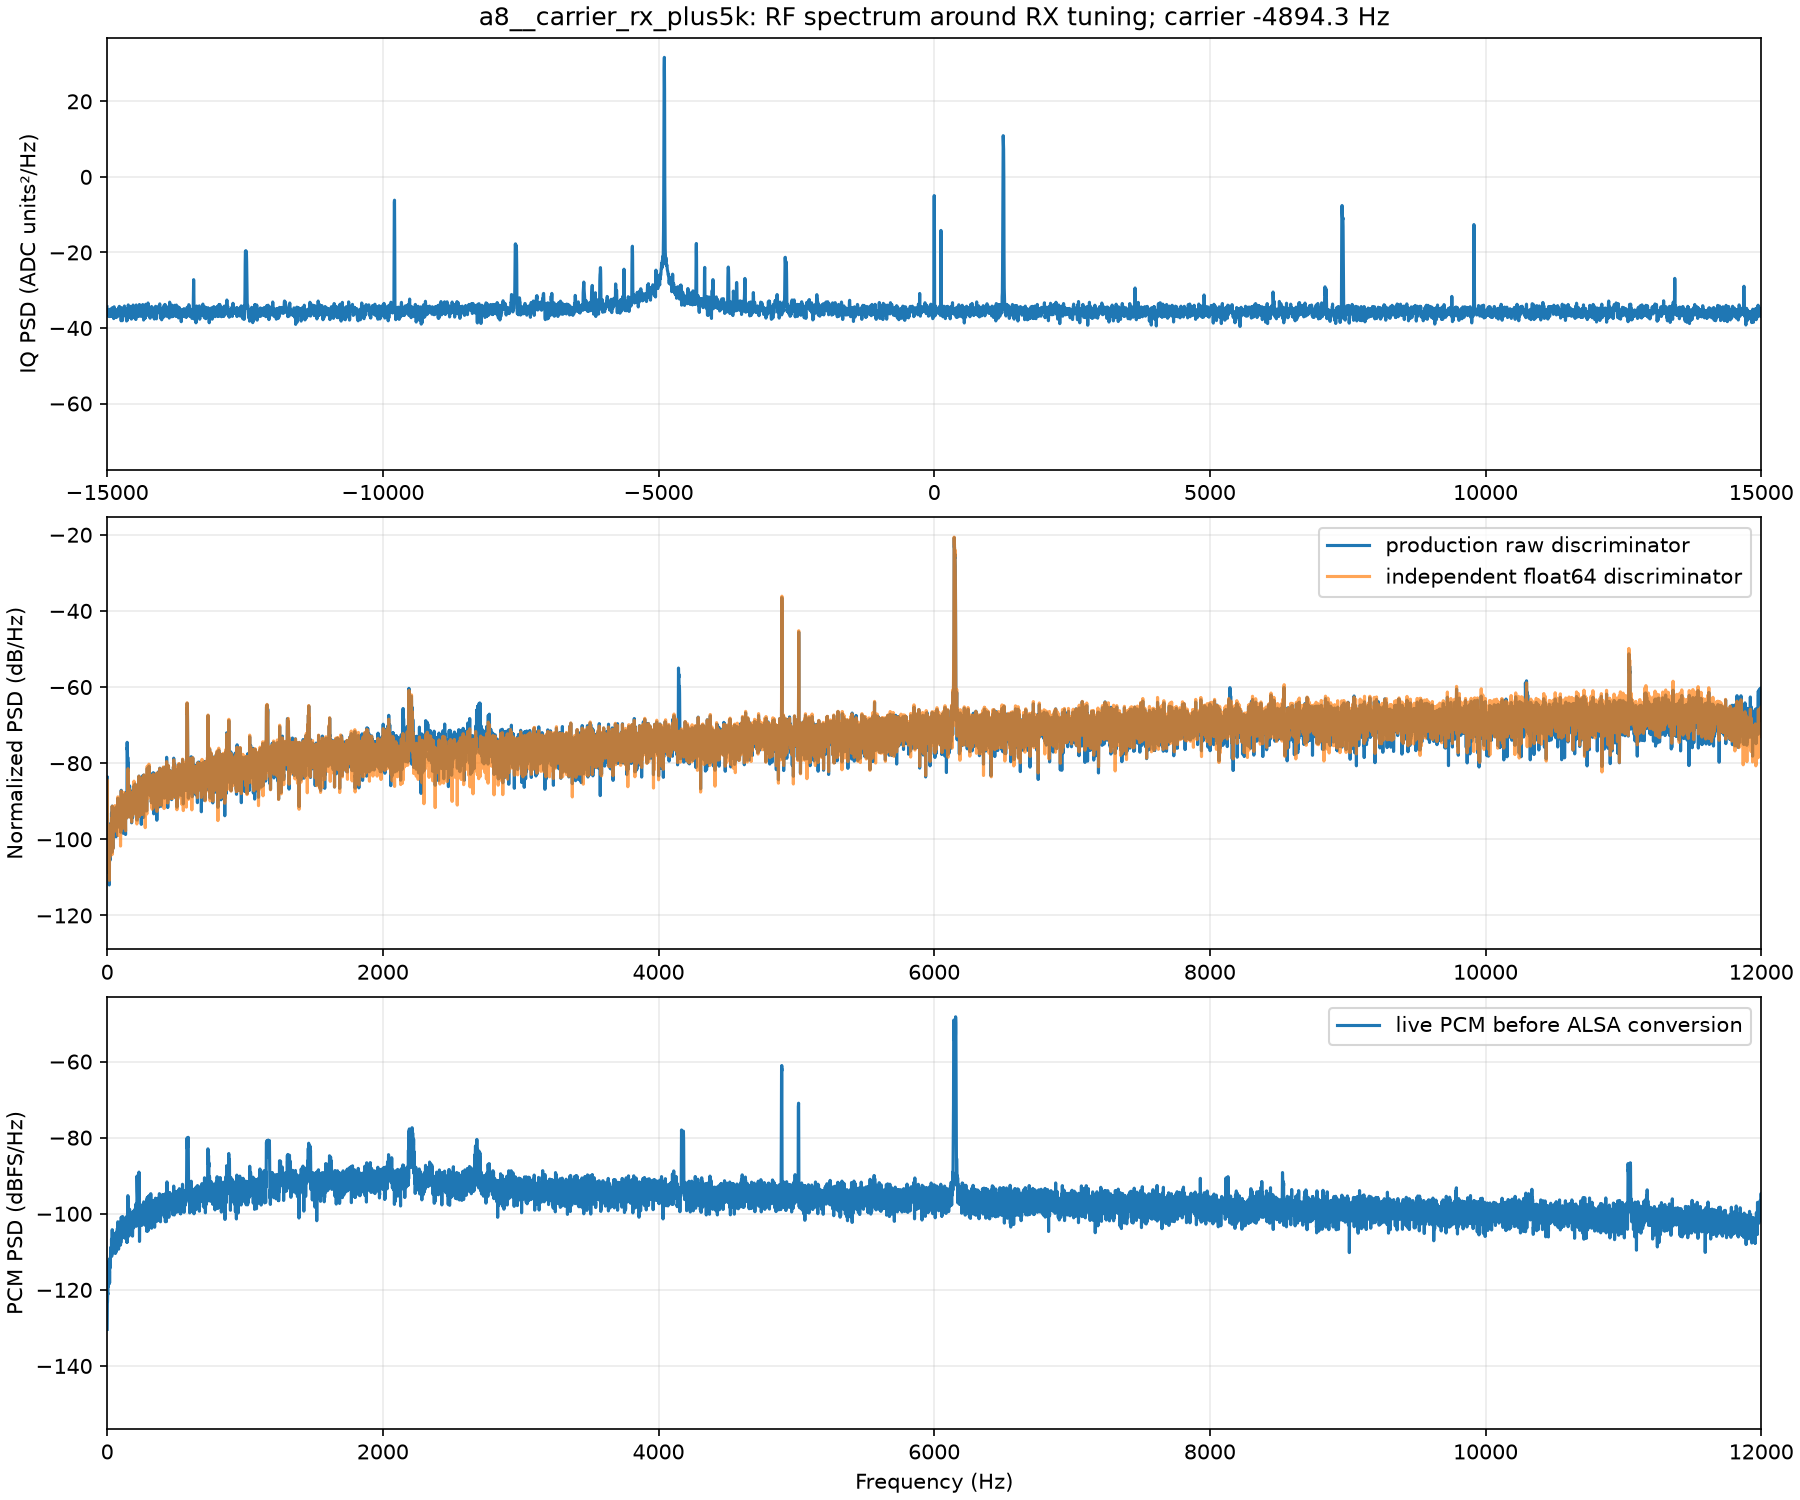 a8__carrier_rx_plus5k: RF spectrum around RX tuning; carrier -4894.3 Hz
IQ PSD (ADC units²/Hz)
20
0
−20
−40
−60
−15000 −10000 −5000 0 5000 10000 15000
Normalized PSD (dB/Hz)
−20
−40
−60
−80
−100
−120
production raw discriminator
independent float64 discriminator
0 2000 4000 6000 8000 10000 12000
PCM PSD (dBFS/Hz)
−60
−80
−100
−120
−140
live PCM before ALSA conversion
0 2000 4000 6000 8000 10000 12000
Frequency (Hz)